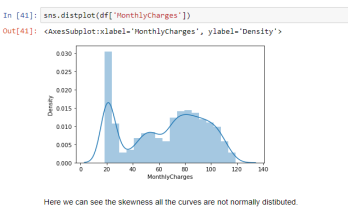 In [41]: sns.distplot(df['MonthlyCharges'])
Out[41]: <AxesSubplot:xlabel='MonthlyCharges', ylabel='Density'>
0.030
0.025
0.020
0.015
0.010
0.005
0.000
Density
0 20 40 60 80 100 120 140
MonthlyCharges
Here we can see the skewness all the curves are not normally distibuted.